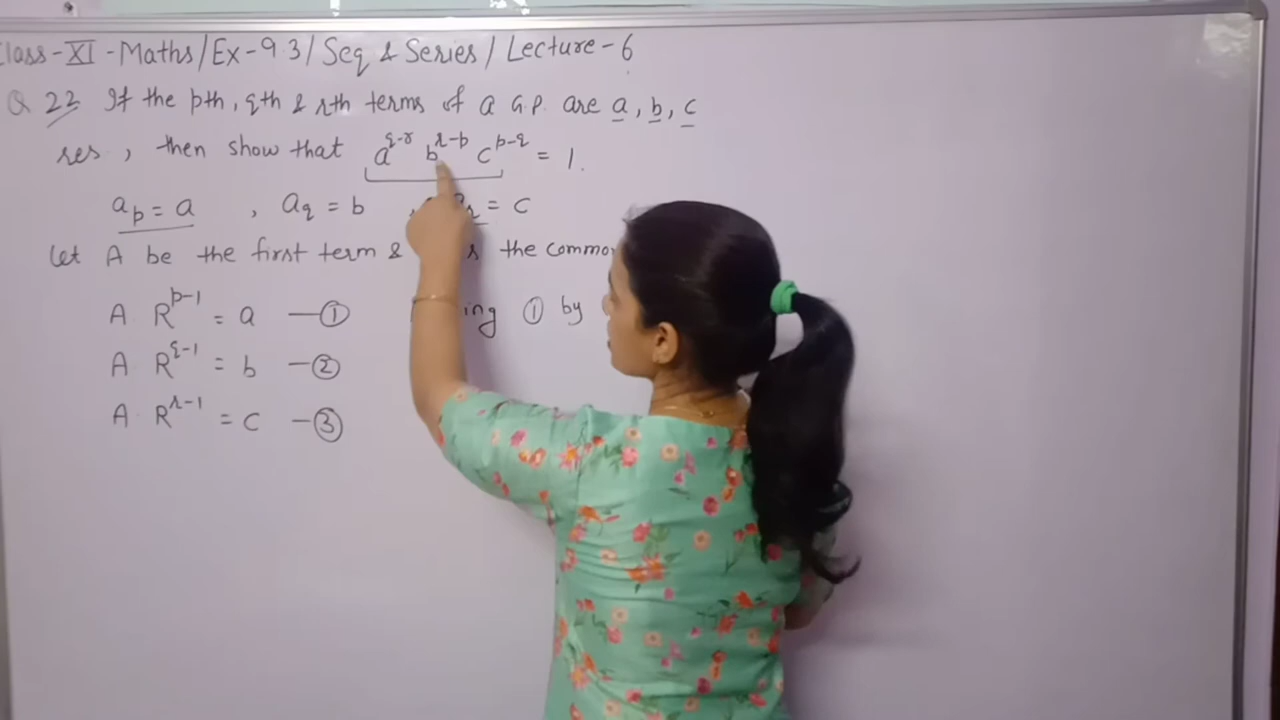 Class-XI-Maths/Ex-9.3/Seq & Series/Lecture-6
Q 22 If the pth, qth & rth terms of a G.P. are a, b, c
res, then show that a^{q-r} b^{r-p} c^{p-q} = 1.
a_p = a , a_q = b , = c
Let A be the first term & the
A R^{p-1} = a —① ① by
A R^{q-1} = b —②
A R^{r-1} = c —③